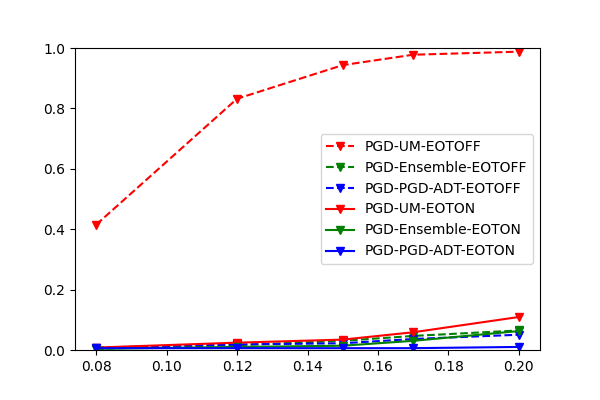 1.0
0.8
0.6
0.4
0.2
0.0
0.08 0.10 0.12 0.14 0.16 0.18 0.20
PGD-UM-EOTOFF
PGD-Ensemble-EOTOFF
PGD-PGD-ADT-EOTOFF
PGD-UM-EOTON
PGD-Ensemble-EOTON
PGD-PGD-ADT-EOTON